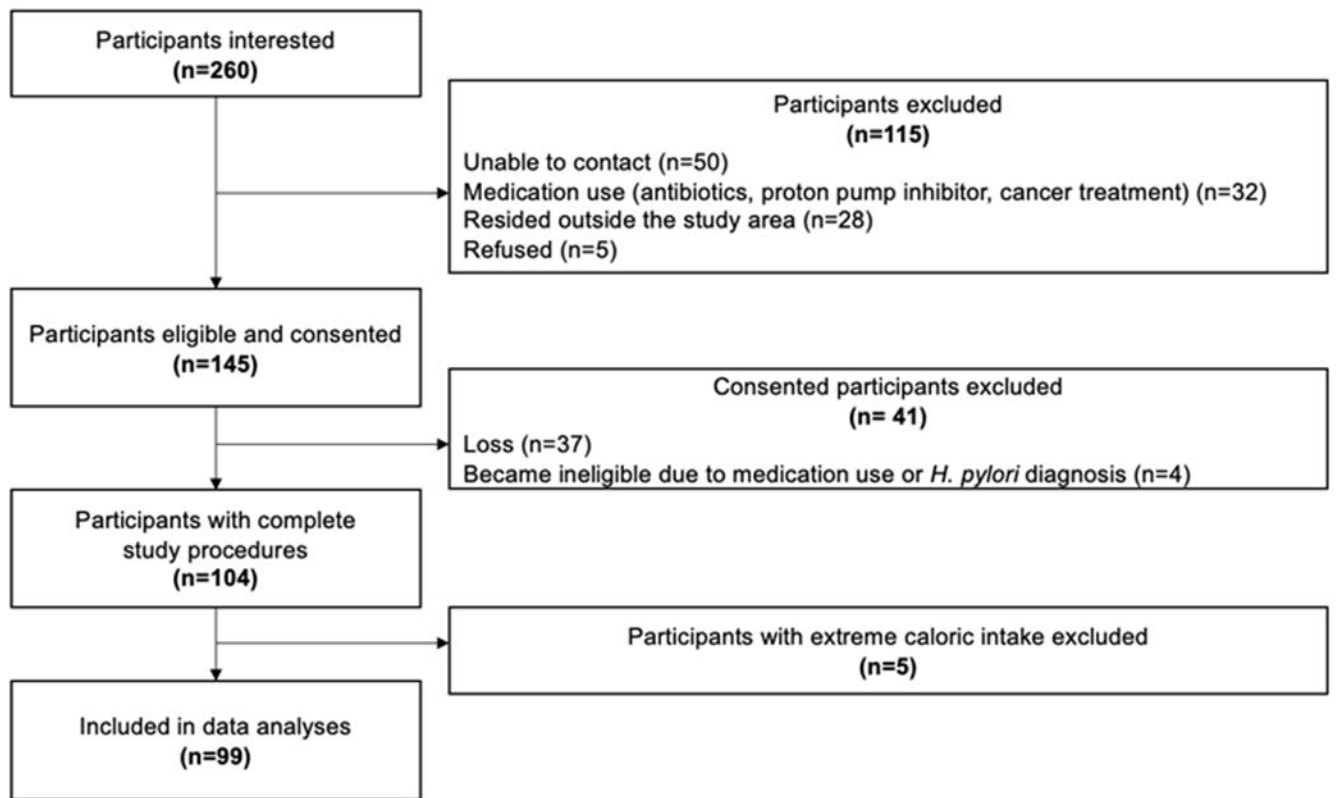 Participants interested
(n=260)
Participants excluded
(n=115)
Unable to contact (n=50)
Medication use (antibiotics, proton pump inhibitor, cancer treatment) (n=32)
Resided outside the study area (n=28)
Refused (n=5)
Participants eligible and consented
(n=145)
Consented participants excluded
(n= 41)
Loss (n=37)
Became ineligible due to medication use or H. pylori diagnosis (n=4)
Participants with complete
study procedures
(n=104)
Participants with extreme caloric intake excluded
(n=5)
Included in data analyses
(n=99)